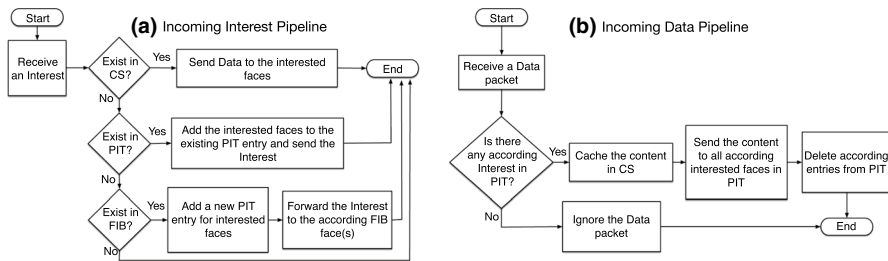 (a) Incoming Interest Pipeline
Start
Receive
an Interest
Exist in
CS?
Yes
Send Data to the interested
faces
End
No
Exist in
PIT?
Yes
Add the interested faces to the
existing PIT entry and send the
Interest
No
Exist in
FIB?
Yes
Add a new PIT
entry for interested
faces
Forward the Interest
to the according FIB
face(s)
No
(b) Incoming Data Pipeline
Start
Receive a Data
packet
Is there
any according
Interest in
PIT?
Yes
Cache the content
in CS
Send the content
to all according
interested faces in
PIT
Delete according
entries from PIT
No
Ignore the Data
packet
End